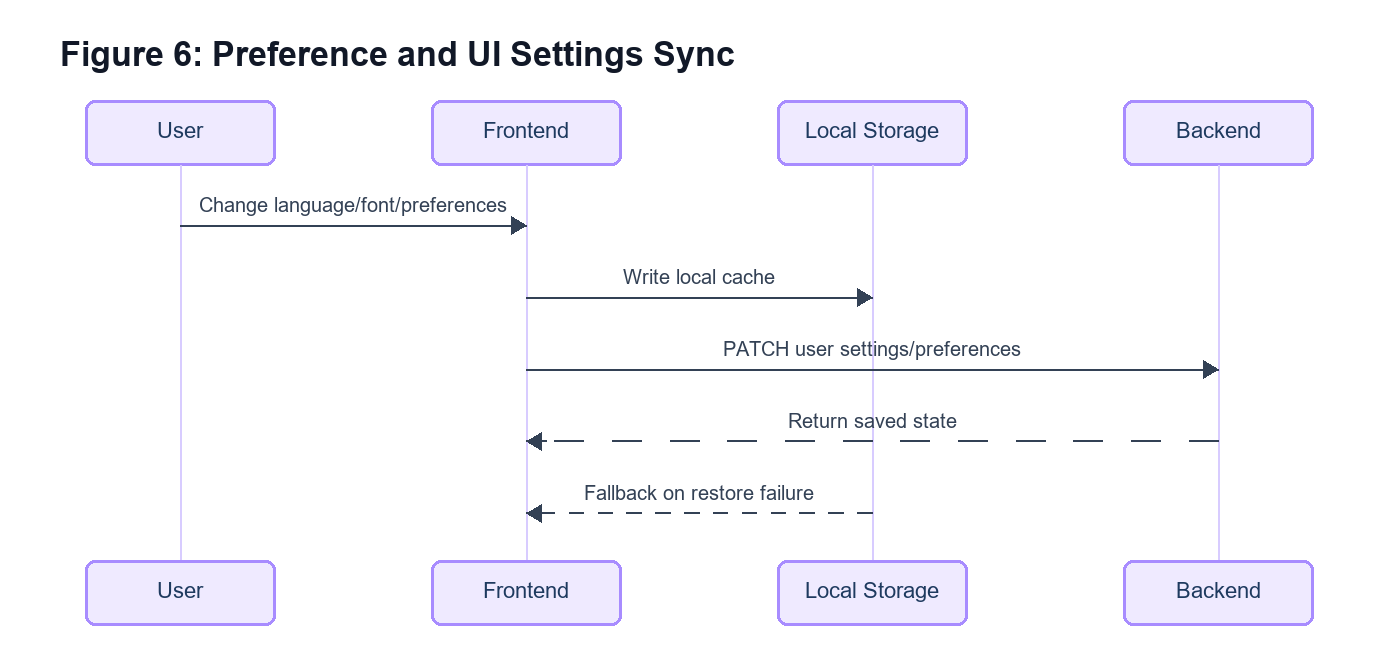 Figure 6: Preference and UI Settings Sync
User
Frontend
Local Storage
Backend
Change language/font/preferences
Write local cache
PATCH user settings/preferences
Return saved state
Fallback on restore failure
User
Frontend
Local Storage
Backend